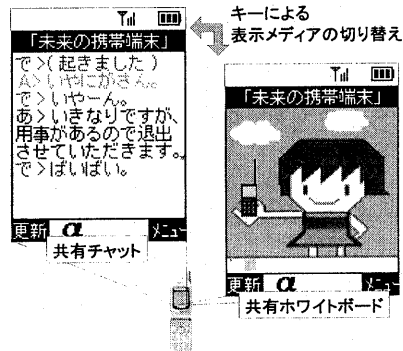 キーによる
表示メディアの切り替え
「未来の携帯端末」
で>(起きました)
A>いやにがさん。
で>いやーん。
あ>いきなりですが、
用事があるので退出
させていただきます。
で>ばいばい。
更新 α メニュー
共有チャット
「未来の携帯端末」
更新 α メニュー
共有ホワイトボード